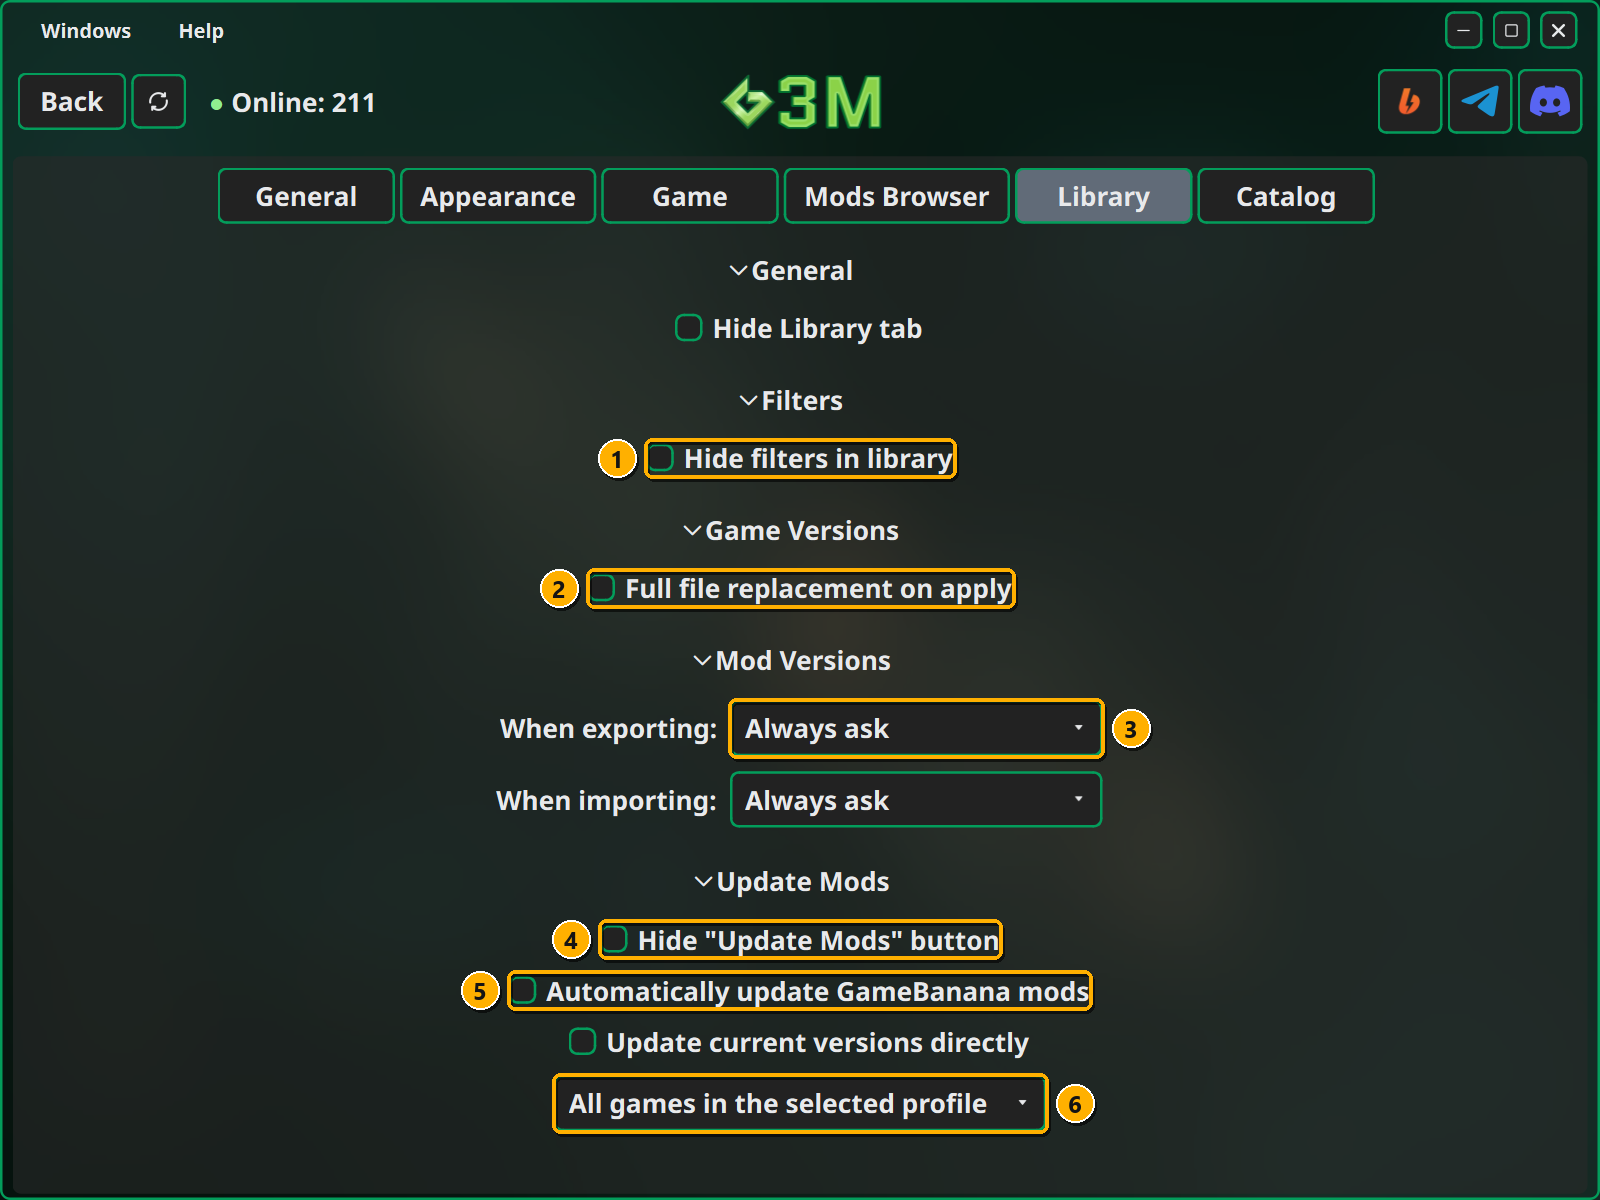 Windows Help
Back Online: 211 G3M
General Appearance Game Mods Browser Library Catalog
General
Hide Library tab
Filters
1 Hide filters in library
Game Versions
2 Full file replacement on apply
Mod Versions
When exporting: Always ask 3
When importing: Always ask
Update Mods
4 Hide "Update Mods" button
5 Automatically update GameBanana mods
Update current versions directly
All games in the selected profile 6